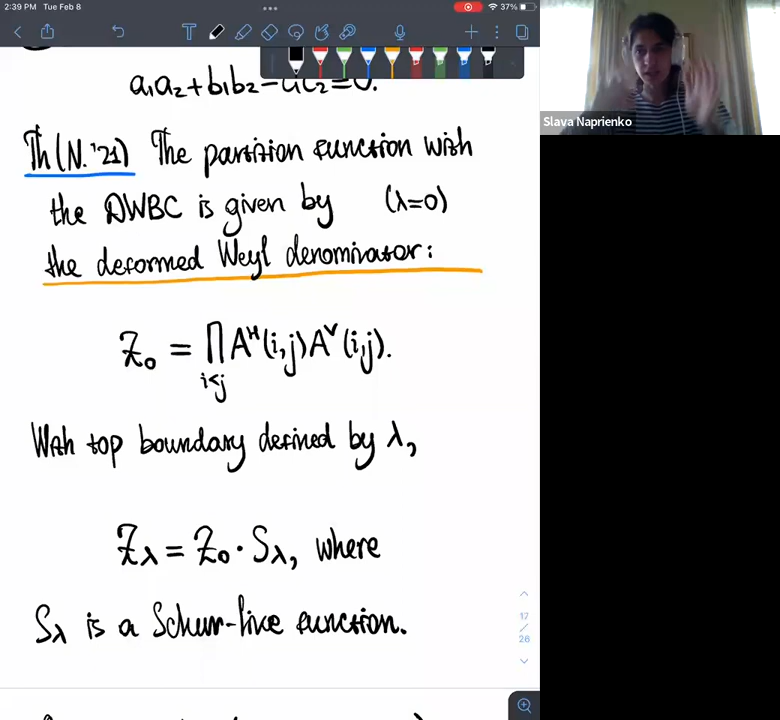 2:39 PM Tue Feb 8
37%
Slava Naprienko
a₁a₂+b₁b₂-c₁c₂=0.
Th(N.'21) The partition function with
the DWBC is given by (λ=0)
the deformed Weyl denominator:
Z₀ = ∏ Aᴴ(i,j)Aⱽ(i,j).
i<j
With top boundary defined by λ,
Z_λ = Z₀ · S_λ, where
S_λ is a Schur-like function.
17
/
26